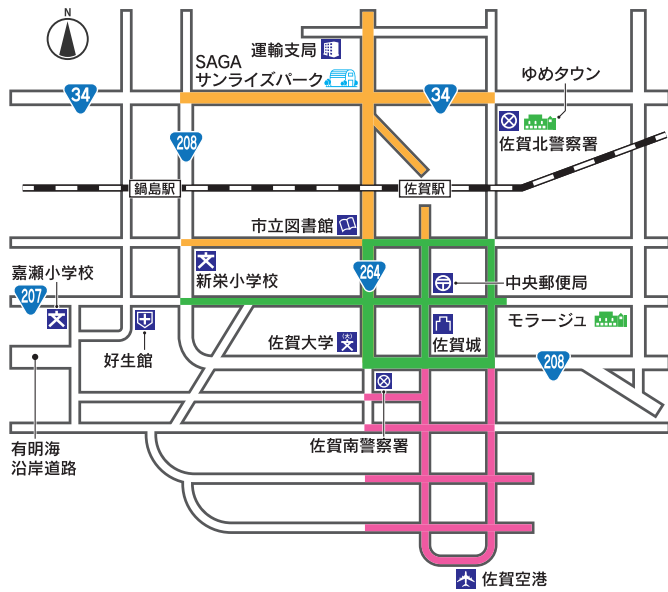 N
運輸支局
SAGA
サンライズパーク
ゆめタウン
34
34
208
佐賀北警察署
鍋島駅
佐賀駅
市立図書館
嘉瀬小学校
新栄小学校
264
中央郵便局
207
モラージュ
佐賀大学
(大)
文
佐賀城
好生館
208
有明海
沿岸道路
佐賀南警察署
佐賀空港